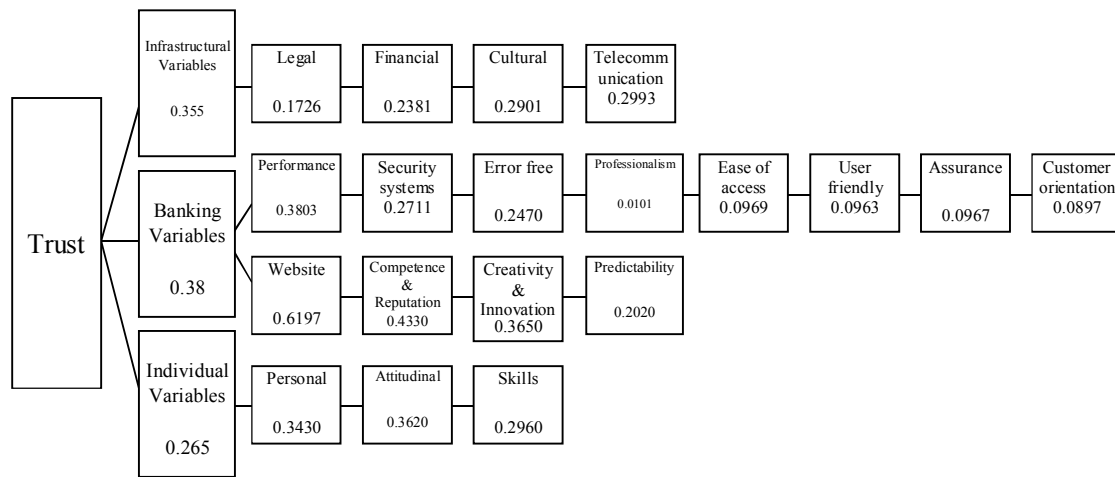 Trust
Infrastructural
Variables
0.355
Legal
0.1726
Financial
0.2381
Cultural
0.2901
Telecomm
unication
0.2993
Banking
Variables
0.38
Performance
0.3803
Security
systems
0.2711
Error free
0.2470
Professionalism
0.0101
Ease of
access
0.0969
User
friendly
0.0963
Assurance
0.0967
Customer
orientation
0.0897
Website
0.6197
Competence
&
Reputation
0.4330
Creativity
&
Innovation
0.3650
Predictability
0.2020
Individual
Variables
0.265
Personal
0.3430
Attitudinal
0.3620
Skills
0.2960